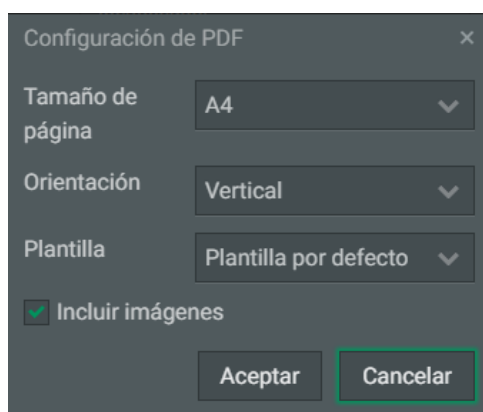 Configuración de PDF ×
Tamaño de
página
A4
Orientación
Vertical
Plantilla
Plantilla por defecto
Incluir imágenes
Aceptar
Cancelar